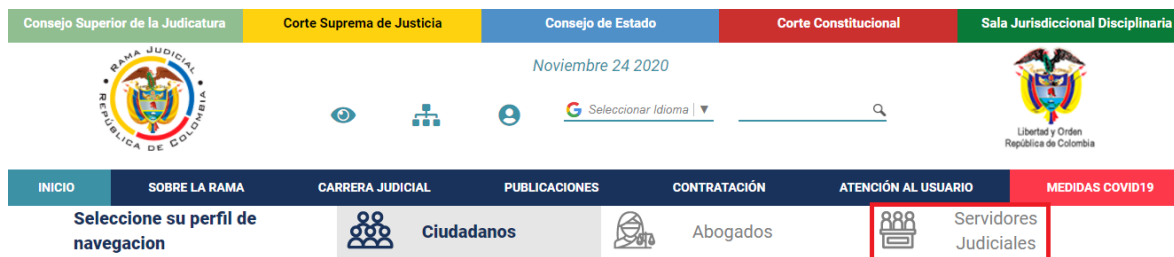 Consejo Superior de la Judicatura
Corte Suprema de Justicia
Consejo de Estado
Corte Constitucional
Sala Jurisdiccional Disciplinaria
RAMA JUDICIAL
REPÚBLICA DE COLOMBIA
Noviembre 24 2020
G Seleccionar Idioma | ▼
Libertad y Orden
República de Colombia
INICIO
SOBRE LA RAMA
CARRERA JUDICIAL
PUBLICACIONES
CONTRATACIÓN
ATENCIÓN AL USUARIO
MEDIDAS COVID19
Seleccione su perfil de
navegacion
Ciudadanos
Abogados
Servidores
Judiciales